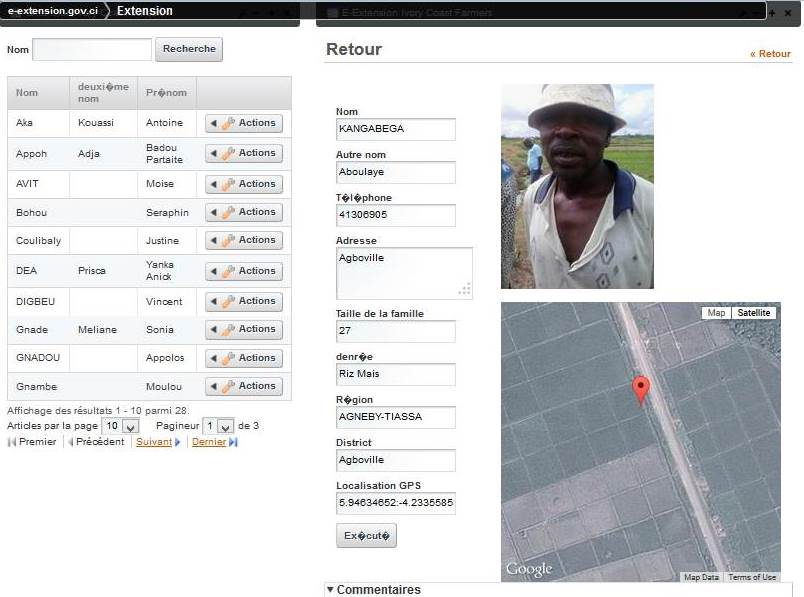 e-extension.gov.ci
Extension
E-Extension Ivory Coast Farmers
Nom
Recherche
Nom deuxi�me nom Pr�nom
Aka Kouassi Antoine Actions
Appoh Adja Badou Partaite Actions
AVIT Moise Actions
Bohou Seraphin Actions
Coulibaly Justine Actions
DEA Prisca Yanka Anick Actions
DIGBEU Vincent Actions
Gnade Meliane Sonia Actions
GNADOU Appolos Actions
Gnambe Moulou Actions
Affichage des résultats 1 - 10 parmi 28.
Articles par la page 10 Pagineur 1 de 3
Premier Précédent Suivant Dernier
Retour
« Retour
Nom
KANGABEGA
Autre nom
Aboulaye
T�l�phone
41306905
Adresse
Agboville
Taille de la famille
27
denr�e
Riz Mais
R�gion
AGNEBY-TIASSA
District
Agboville
Localisation GPS
5.94634652:-4.2335585
Ex�cut�
Map Satellite
Google
Map Data Terms of Use
Commentaires